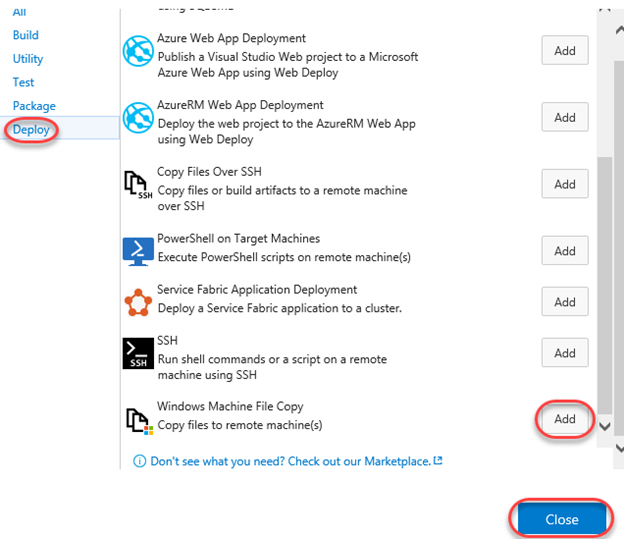 All
Build
Utility
Test
Package
Deploy
Azure Web App Deployment
Publish a Visual Studio Web project to a Microsoft
Azure Web App using Web Deploy
Add
AzureRM Web App Deployment
Deploy the web project to the AzureRM Web App
using Web Deploy
Add
Copy Files Over SSH
Copy files or build artifacts to a remote machine
over SSH
SSH
Add
PowerShell on Target Machines
Execute PowerShell scripts on remote machine(s)
Add
Service Fabric Application Deployment
Deploy a Service Fabric application to a cluster.
Add
SSH
Run shell commands or a script on a remote
machine using SSH
SSH
Add
Windows Machine File Copy
Copy files to remote machine(s)
Add
Don't see what you need? Check out our Marketplace.
Close